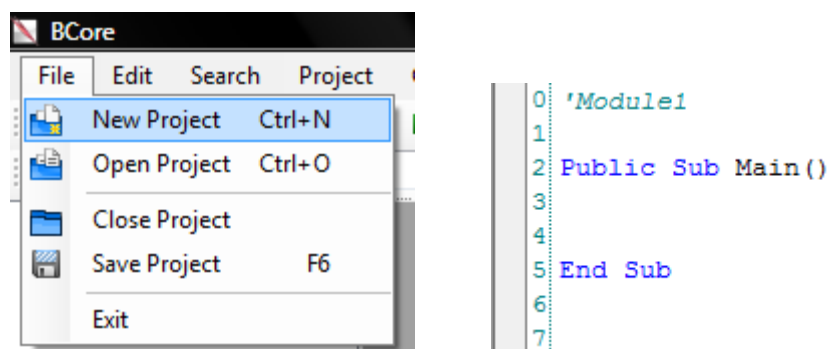 BCore
File Edit Search Project
New Project Ctrl+N
Open Project Ctrl+O
Close Project
Save Project F6
Exit
0 'Module1
1
2 Public Sub Main()
3
4
5 End Sub
6
7